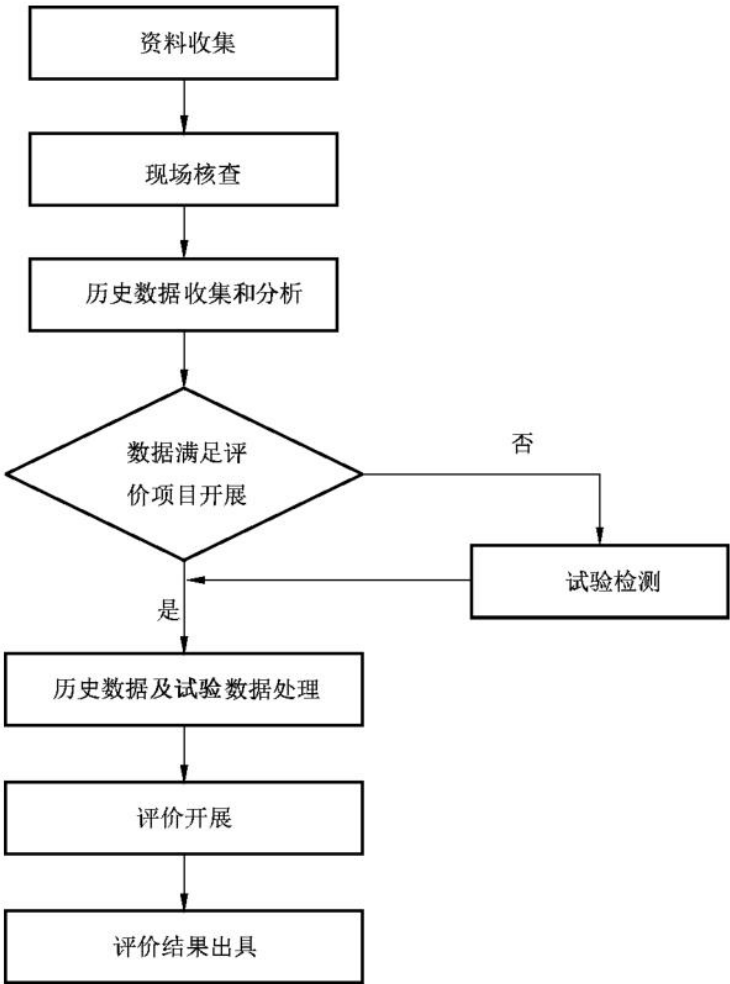 资料收集
现场核查
历史数据收集和分析
数据满足评
价项目开展
否
试验检测
是
历史数据及试验数据处理
评价开展
评价结果出具